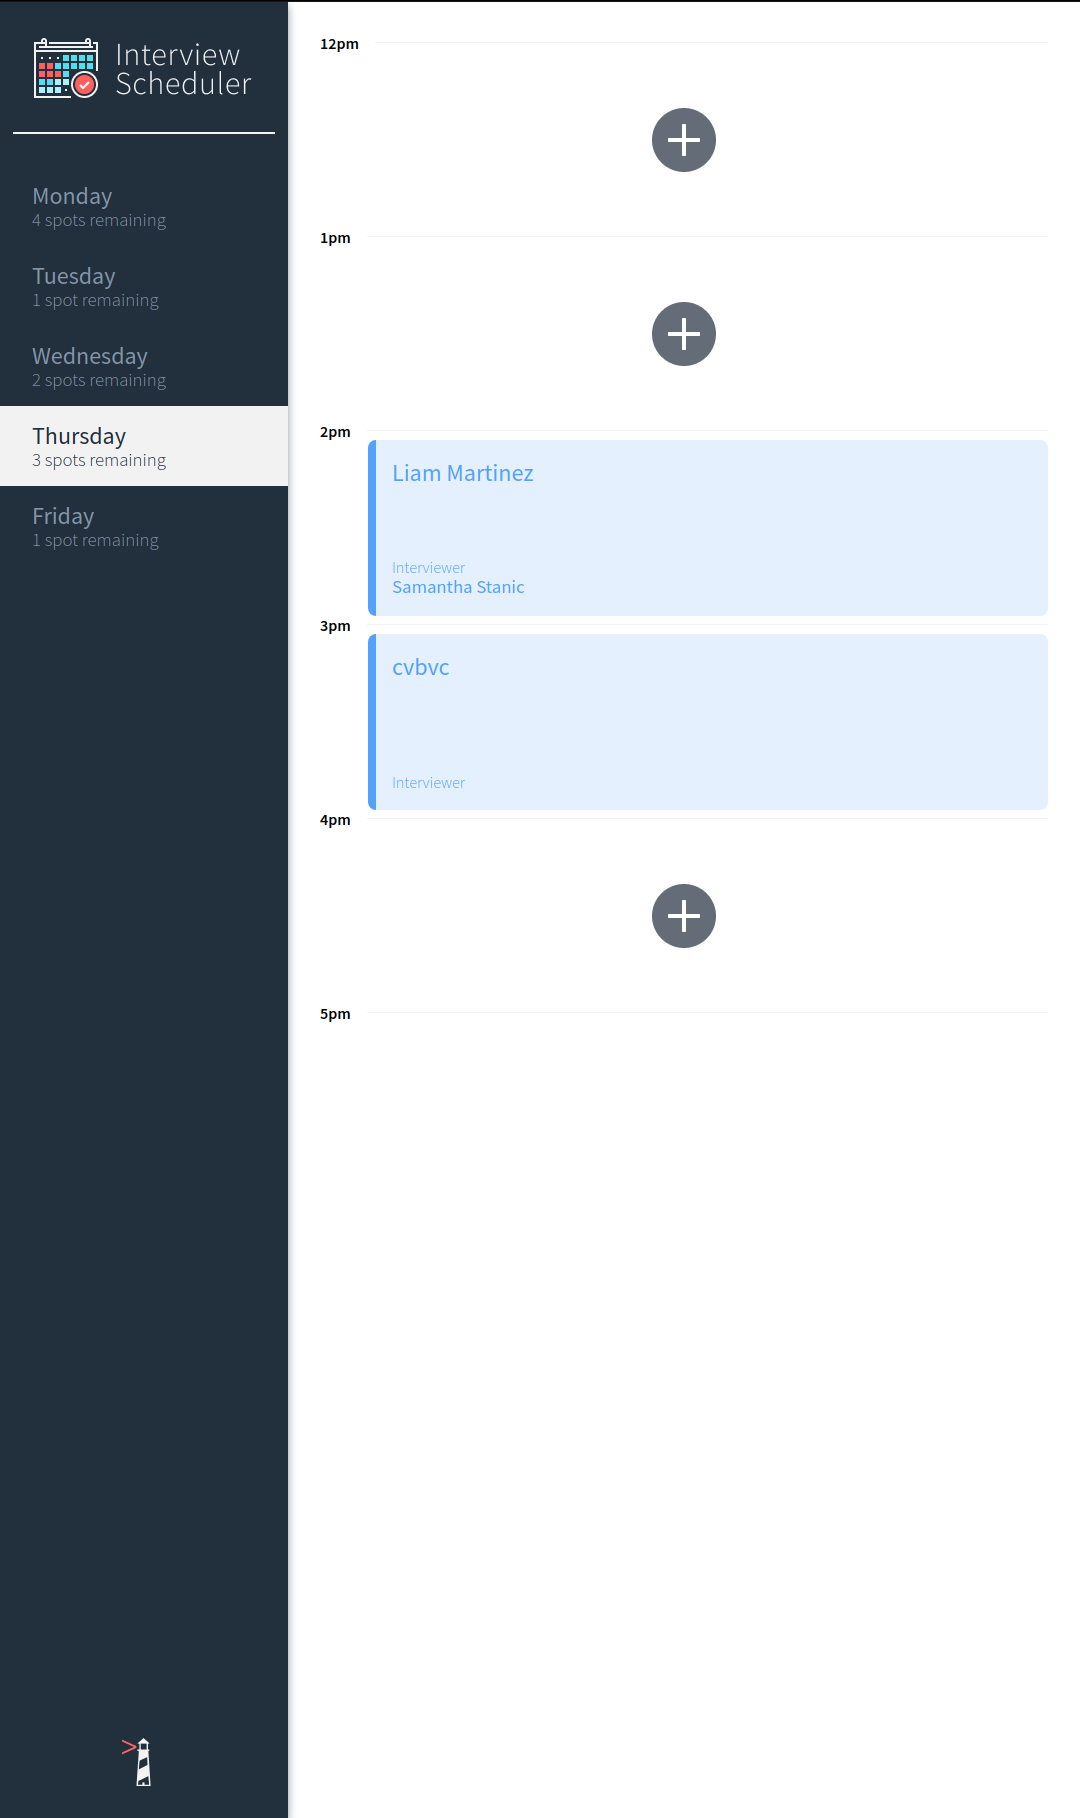 Interview
Scheduler
Monday
4 spots remaining
Tuesday
1 spot remaining
Wednesday
2 spots remaining
Thursday
3 spots remaining
Friday
1 spot remaining
12pm
1pm
2pm
Liam Martinez
Interviewer
Samantha Stanic
3pm
cvbvc
Interviewer
4pm
5pm